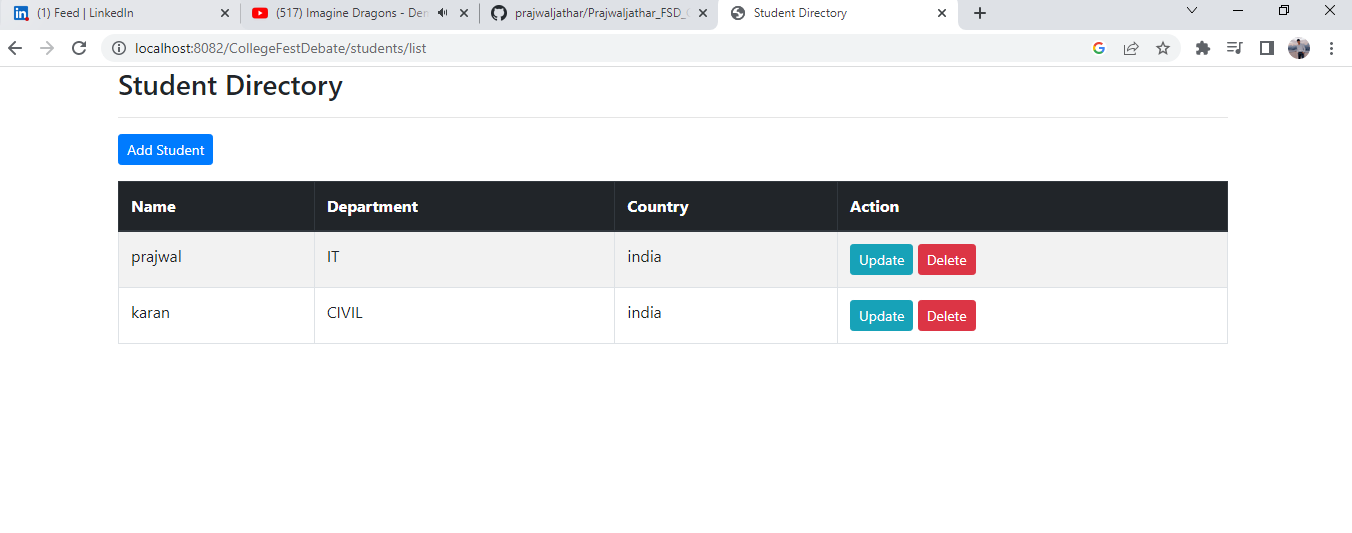 (1) Feed | LinkedIn
(517) Imagine Dragons - Den
prajwaljathar/Prajwaljathar_FSD_
Student Directory
localhost:8082/CollegeFestDebate/students/list
Student Directory
Add Student
Name Department Country Action
prajwal IT india Update Delete
karan CIVIL india Update Delete